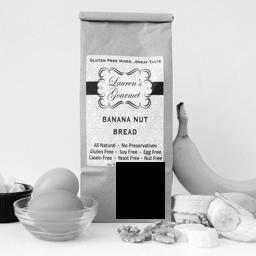 Gluten Free Mixes...Great Taste
Lauren's
Gourmet
BANANA NUT
BREAD
All Natural • No Preservatives
Gluten Free • Soy Free • Egg Free
Casein Free • Yeast Free • Nut Free